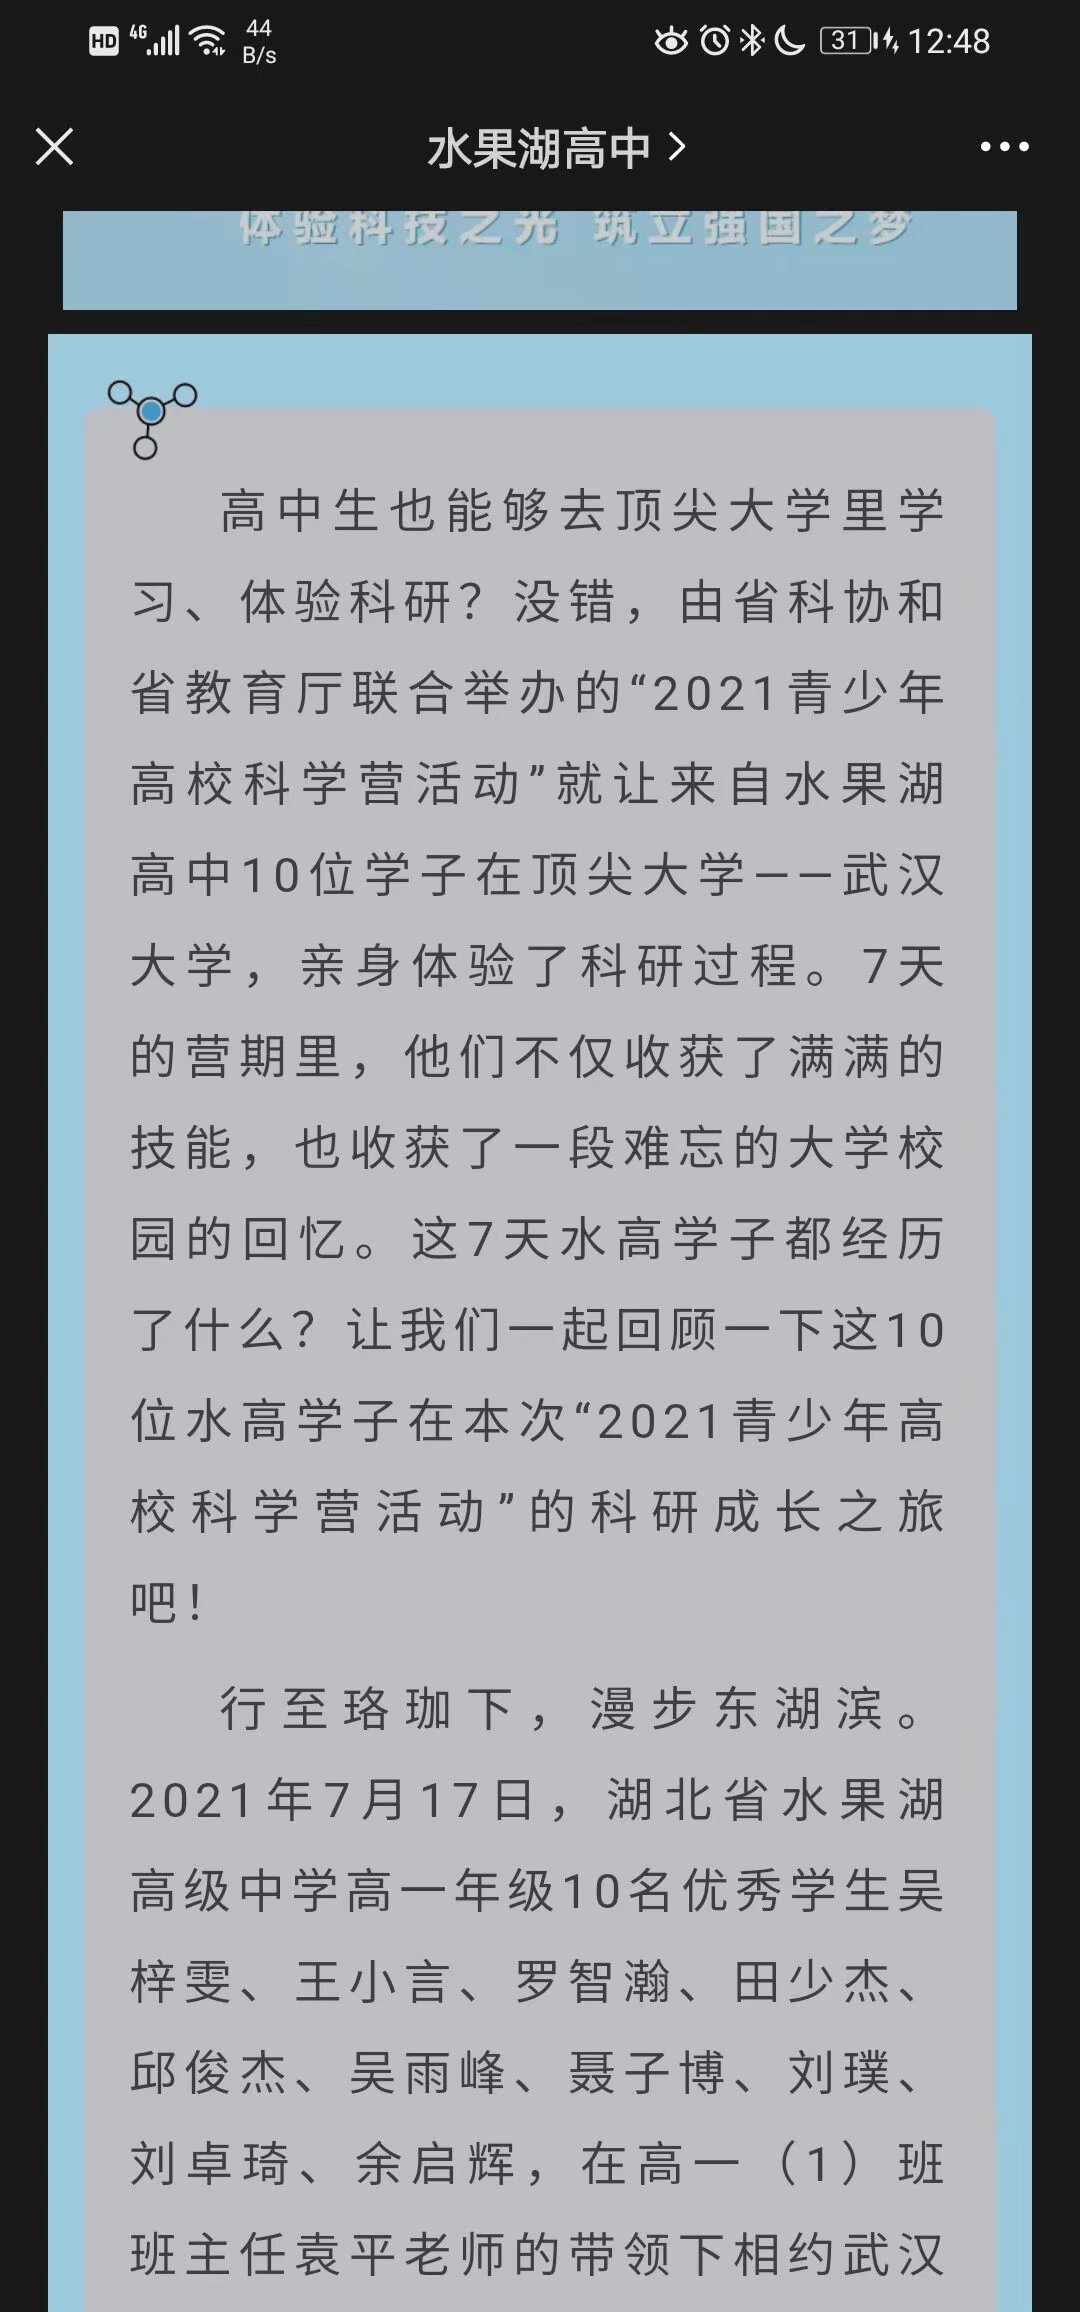 HD 4G 44 B/s 31 12:48
水果湖高中
体验科技之光 筑立强国之梦
高中生也能够去顶尖大学里学
习、体验科研？没错，由省科协和
省教育厅联合举办的“2021青少年
高校科学营活动”就让来自水果湖
高中10位学子在顶尖大学——武汉
大学，亲身体验了科研过程。7天
的营期里，他们不仅收获了满满的
技能，也收获了一段难忘的大学校
园的回忆。这7天水高学子都经历
了什么？让我们一起回顾一下这10
位水高学子在本次“2021青少年高
校科学营活动”的科研成长之旅
吧！
行至珞珈下，漫步东湖滨。
2021年7月17日，湖北省水果湖
高级中学高一年级10名优秀学生吴
梓雯、王小言、罗智瀚、田少杰、
邱俊杰、吴雨峰、聂子博、刘璞、
刘卓琦、余启辉，在高一（1）班
班主任袁平老师的带领下相约武汉